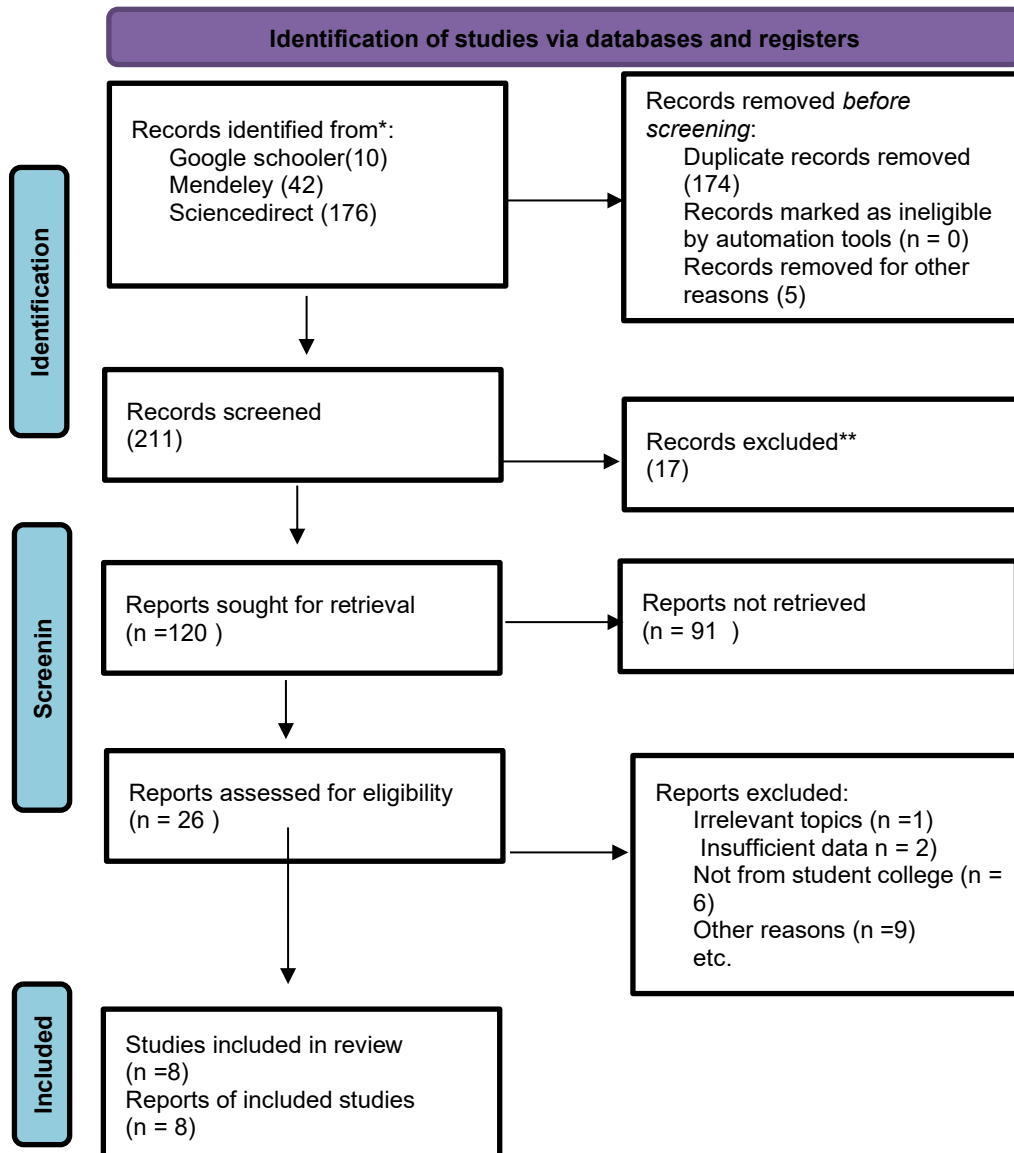 Identification of studies via databases and registers
Identification
Records identified from*:
Google schooler(10)
Mendeley (42)
Sciencedirect (176)
Records removed before
screening:
Duplicate records removed
(174)
Records marked as ineligible
by automation tools (n = 0)
Records removed for other
reasons (5)
Records screened
(211)
Records excluded**
(17)
Screenin
Reports sought for retrieval
(n =120 )
Reports not retrieved
(n = 91 )
Reports assessed for eligibility
(n = 26 )
Reports excluded:
Irrelevant topics (n =1)
Insufficient data n = 2)
Not from student college (n =
6)
Other reasons (n =9)
etc.
Included
Studies included in review
(n =8)
Reports of included studies
(n = 8)